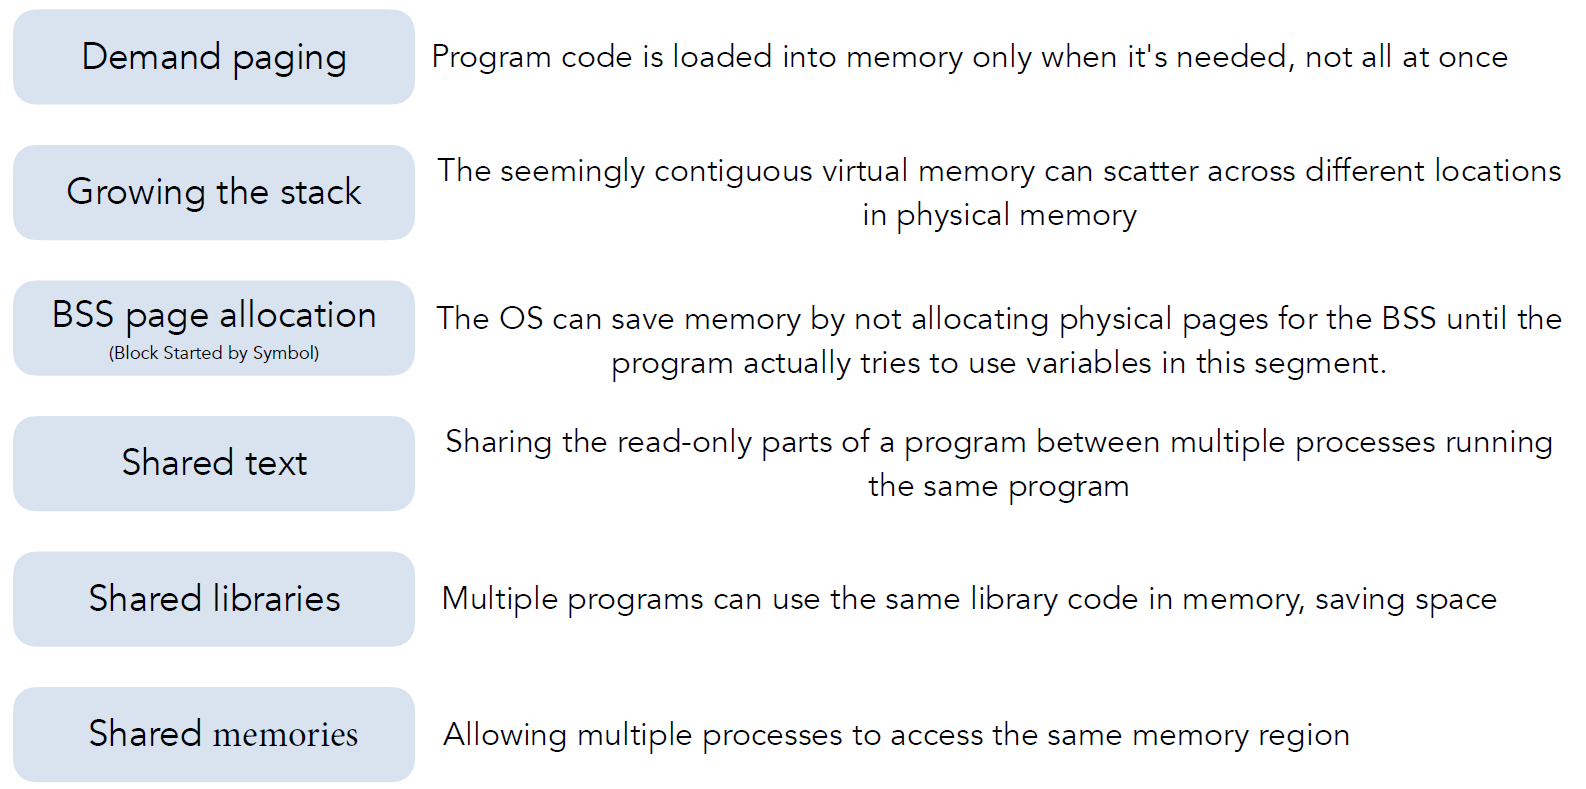 Demand paging
Program code is loaded into memory only when it's needed, not all at once
Growing the stack
The seemingly contiguous virtual memory can scatter across different locations
in physical memory
BSS page allocation
(Block Started by Symbol)
The OS can save memory by not allocating physical pages for the BSS until the
program actually tries to use variables in this segment.
Shared text
Sharing the read-only parts of a program between multiple processes running
the same program
Shared libraries
Multiple programs can use the same library code in memory, saving space
Shared memories
Allowing multiple processes to access the same memory region